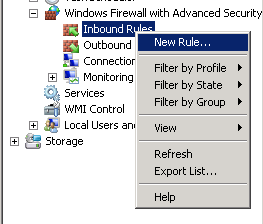 Windows Firewall with Advanced Security
Inbound Rules
Outbound
Connection
Monitoring
Services
WMI Control
Local Users and
Storage
New Rule...
Filter by Profile
Filter by State
Filter by Group
View
Refresh
Export List...
Help